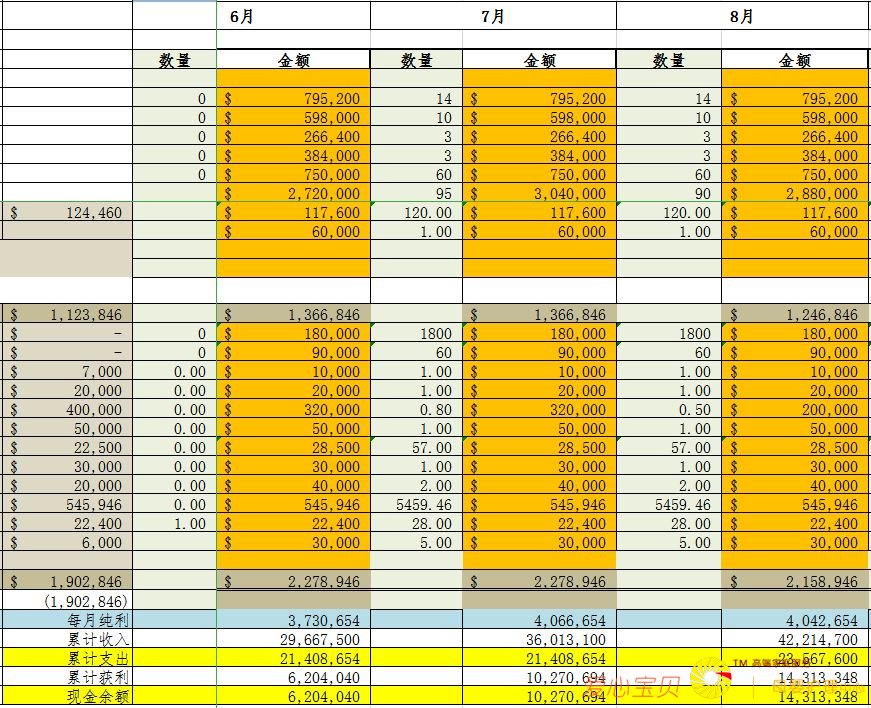 6月 7月 8月
数量 金额 数量 金额 数量 金额
0 $ 795,200 14 $ 795,200 14 $ 795,200
0 $ 598,000 10 $ 598,000 10 $ 598,000
0 $ 266,400 3 $ 266,400 3 $ 266,400
0 $ 384,000 3 $ 384,000 3 $ 384,000
0 $ 750,000 60 $ 750,000 60 $ 750,000
$ 2,720,000 95 $ 3,040,000 90 $ 2,880,000
$ 124,460 $ 117,600 120.00 $ 117,600 120.00 $ 117,600
$ 60,000 1.00 $ 60,000 1.00 $ 60,000
$ 1,123,846 $ 1,366,846 $ 1,366,846 $ 1,246,846
$ - 0 $ 180,000 1800 $ 180,000 1800 $ 180,000
$ - 0 $ 90,000 60 $ 90,000 60 $ 90,000
$ 7,000 0.00 $ 10,000 1.00 $ 10,000 1.00 $ 10,000
$ 20,000 0.00 $ 20,000 1.00 $ 20,000 1.00 $ 20,000
$ 400,000 0.00 $ 320,000 0.80 $ 320,000 0.50 $ 200,000
$ 50,000 0.00 $ 50,000 1.00 $ 50,000 1.00 $ 50,000
$ 22,500 0.00 $ 28,500 57.00 $ 28,500 57.00 $ 28,500
$ 30,000 0.00 $ 30,000 1.00 $ 30,000 1.00 $ 30,000
$ 20,000 0.00 $ 40,000 2.00 $ 40,000 2.00 $ 40,000
$ 545,946 0.00 $ 545,946 5459.46 $ 545,946 5459.46 $ 545,946
$ 22,400 1.00 $ 22,400 28.00 $ 22,400 28.00 $ 22,400
$ 6,000 $ 30,000 5.00 $ 30,000 5.00 $ 30,000
$ 1,902,846 $ 2,278,946 $ 2,278,946 $ 2,158,946
(1,902,846)
每月纯利 3,730,654 4,066,654 4,042,654
累计收入 29,667,500 36,013,100 42,214,700
累计支出 21,408,654 21,408,654 23,567,600
累计获利 6,204,040 10,270,694 14,313,348
现金余额 6,204,040 10,270,694 14,313,348
爱心宝贝
TM